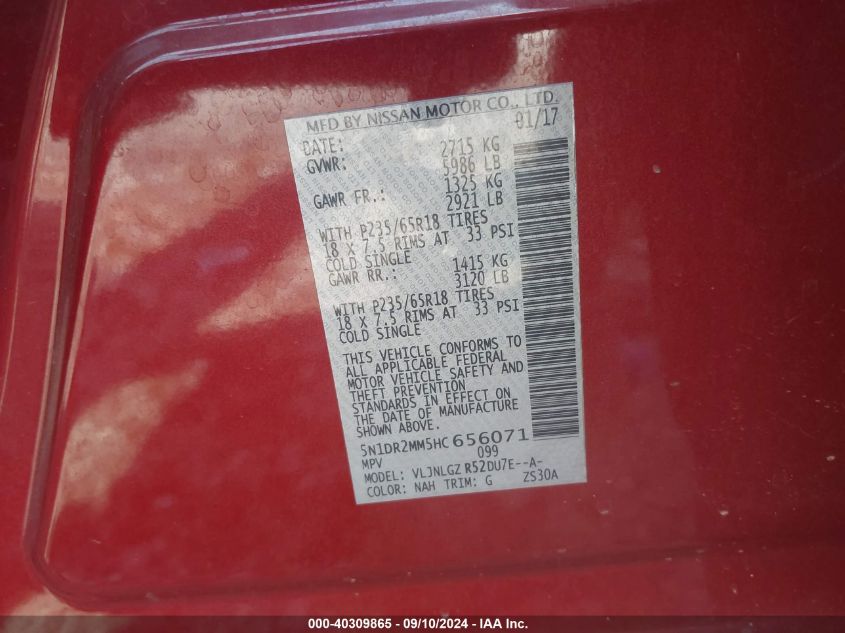 MFD BY NISSAN MOTOR CO., LTD.
DATE: 01/17
GVWR: 2715 KG
5986 LB
GAWR FR.: 1325 KG
2921 LB
WITH P235/65R18 TIRES
18 X 7.5 RIMS AT 33 PSI
COLD SINGLE
GAWR RR.: 1415 KG
3120 LB
WITH P235/65R18 TIRES
18 X 7.5 RIMS AT 33 PSI
COLD SINGLE
THIS VEHICLE CONFORMS TO
ALL APPLICABLE FEDERAL
MOTOR VEHICLE SAFETY AND
THEFT PREVENTION
STANDARDS IN EFFECT ON
THE DATE OF MANUFACTURE
SHOWN ABOVE.
5N1DR2MM5HC656071
MPV 099
MODEL: VLJNLGZ R52DU7E--A-
COLOR: NAH TRIM: G ZS30A
000-40309865 - 09/10/2024 - IAA Inc.